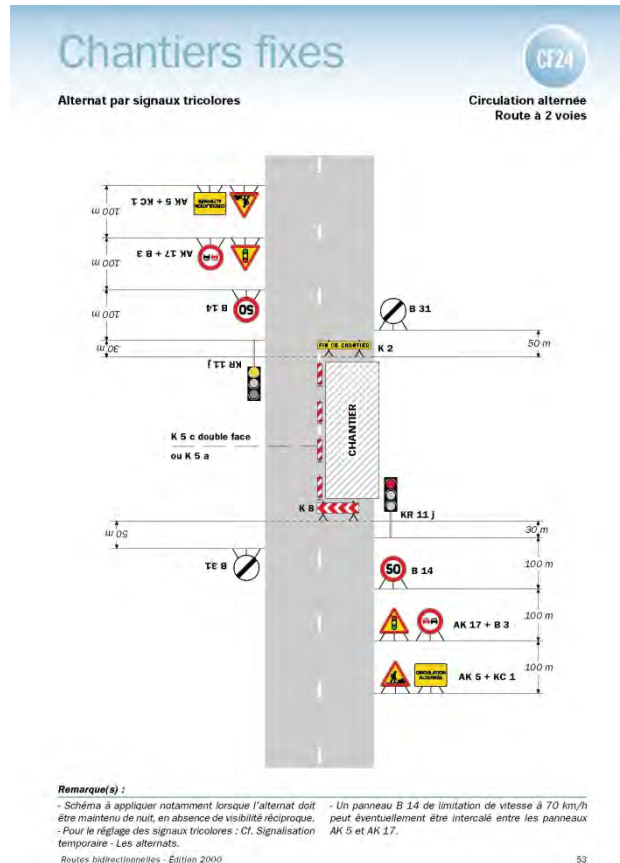 Chantiers fixes
CF24
Alternat par signaux tricolores
Circulation alternée
Route à 2 voies
AK 5 + KC 1
CIRCULATION
ALTERNÉE
100 m
AK 17 + B 3
100 m
B 14
50
100 m
30 m
KR 11 j
B 31
50 m
FIN DE CHANTIER
K 2
CHANTIER
K 5 c double face
ou K 5 a
K 8
KR 11 j
30 m
50 m
B 31
50
B 14
100 m
AK 17 + B 3
100 m
CIRCULATION
ALTERNÉE
AK 5 + KC 1
100 m
Remarque(s) :
- Schéma à appliquer notamment lorsque l'alternat doit
être maintenu de nuit, en absence de visibilité réciproque.
- Pour le réglage des signaux tricolores : Cf. Signalisation
temporaire - Les alternats.
- Un panneau B 14 de limitation de vitesse à 70 km/h
peut éventuellement être intercalé entre les panneaux
AK 5 et AK 17.
Routes bidirectionnelles - Édition 2000
53